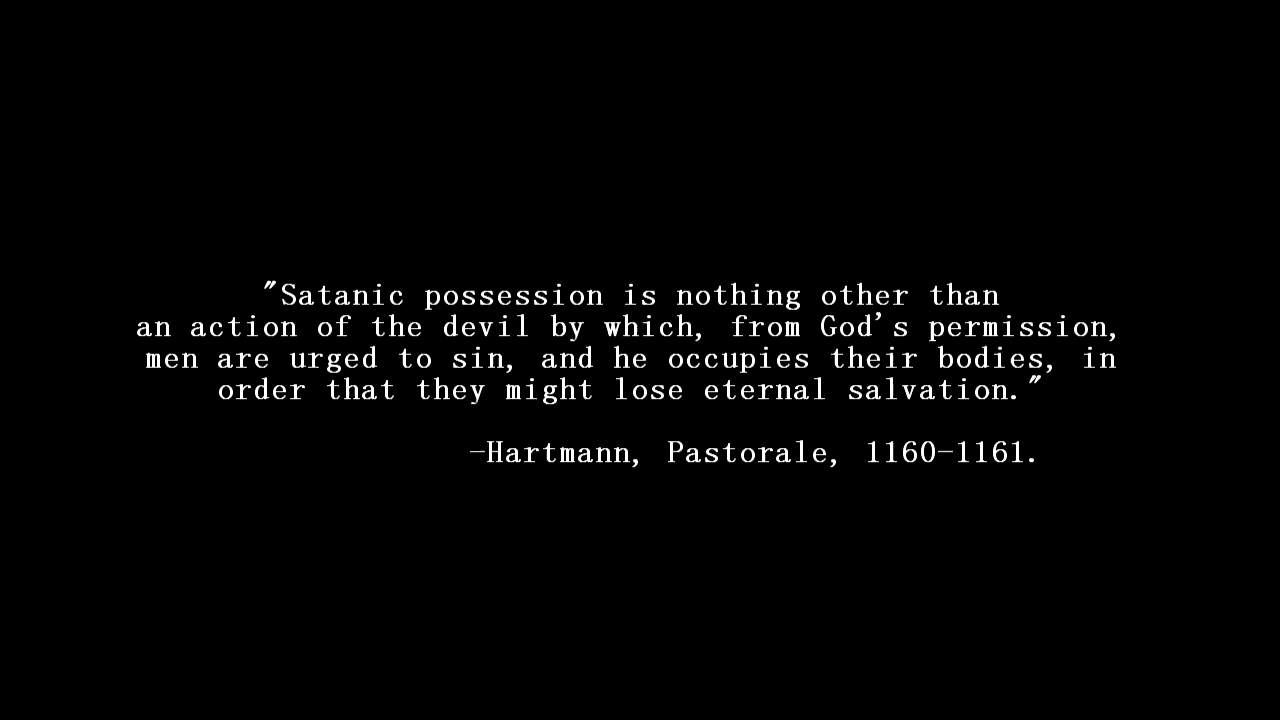 "Satanic possession is nothing other than
an action of the devil by which, from God's permission,
men are urged to sin, and he occupies their bodies, in
order that they might lose eternal salvation."
-Hartmann, Pastorale, 1160-1161.